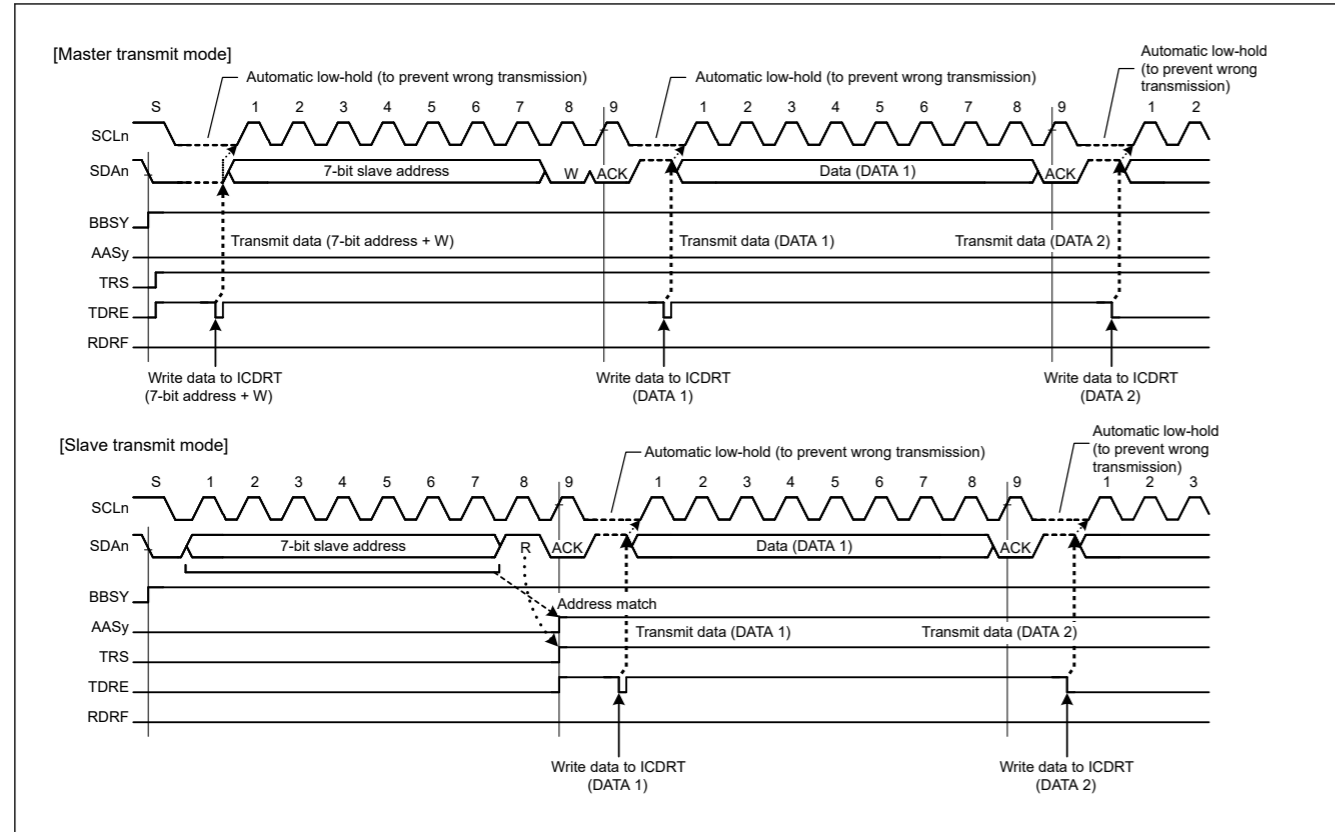 [Master transmit mode]
Automatic low-hold (to prevent wrong transmission)
Automatic low-hold (to prevent wrong transmission)
Automatic low-hold
(to prevent wrong
transmission)
S 1 2 3 4 5 6 7 8 9 1 2 3 4 5 6 7 8 9 1 2
SCLn
SDAn 7-bit slave address W ACK Data (DATA 1) ACK
BBSY
Transmit data (7-bit address + W) Transmit data (DATA 1) Transmit data (DATA 2)
AASy
TRS
TDRE
RDRF
Write data to ICDRT
(7-bit address + W)
Write data to ICDRT
(DATA 1)
Write data to ICDRT
(DATA 2)
[Slave transmit mode]
Automatic low-hold (to prevent wrong transmission)
Automatic low-hold
(to prevent wrong
transmission)
S 1 2 3 4 5 6 7 8 9 1 2 3 4 5 6 7 8 9 1 2 3
SCLn
SDAn 7-bit slave address R ACK Data (DATA 1) ACK
BBSY
Address match
AASy
Transmit data (DATA 1) Transmit data (DATA 2)
TRS
TDRE
RDRF
Write data to ICDRT
(DATA 1)
Write data to ICDRT
(DATA 2)